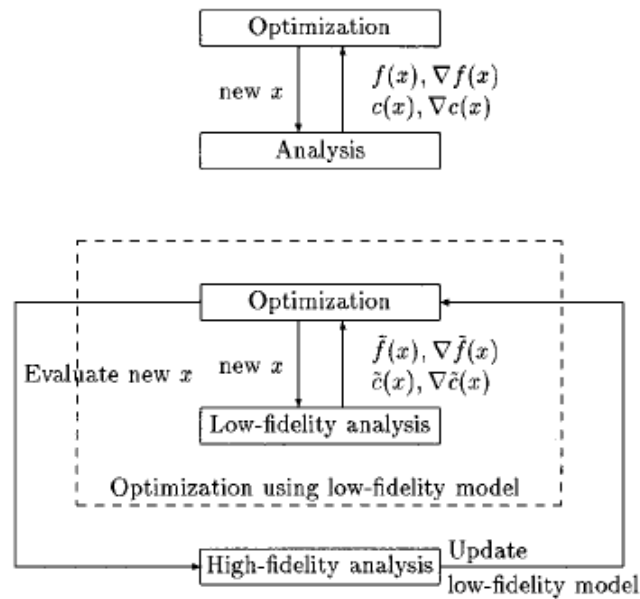 Optimization
new x
f(x), ∇f(x)
c(x), ∇c(x)
Analysis
Optimization
Evaluate new x
new x
f̃(x), ∇f̃(x)
c̃(x), ∇c̃(x)
Low-fidelity analysis
Optimization using low-fidelity model
High-fidelity analysis
Update
low-fidelity model